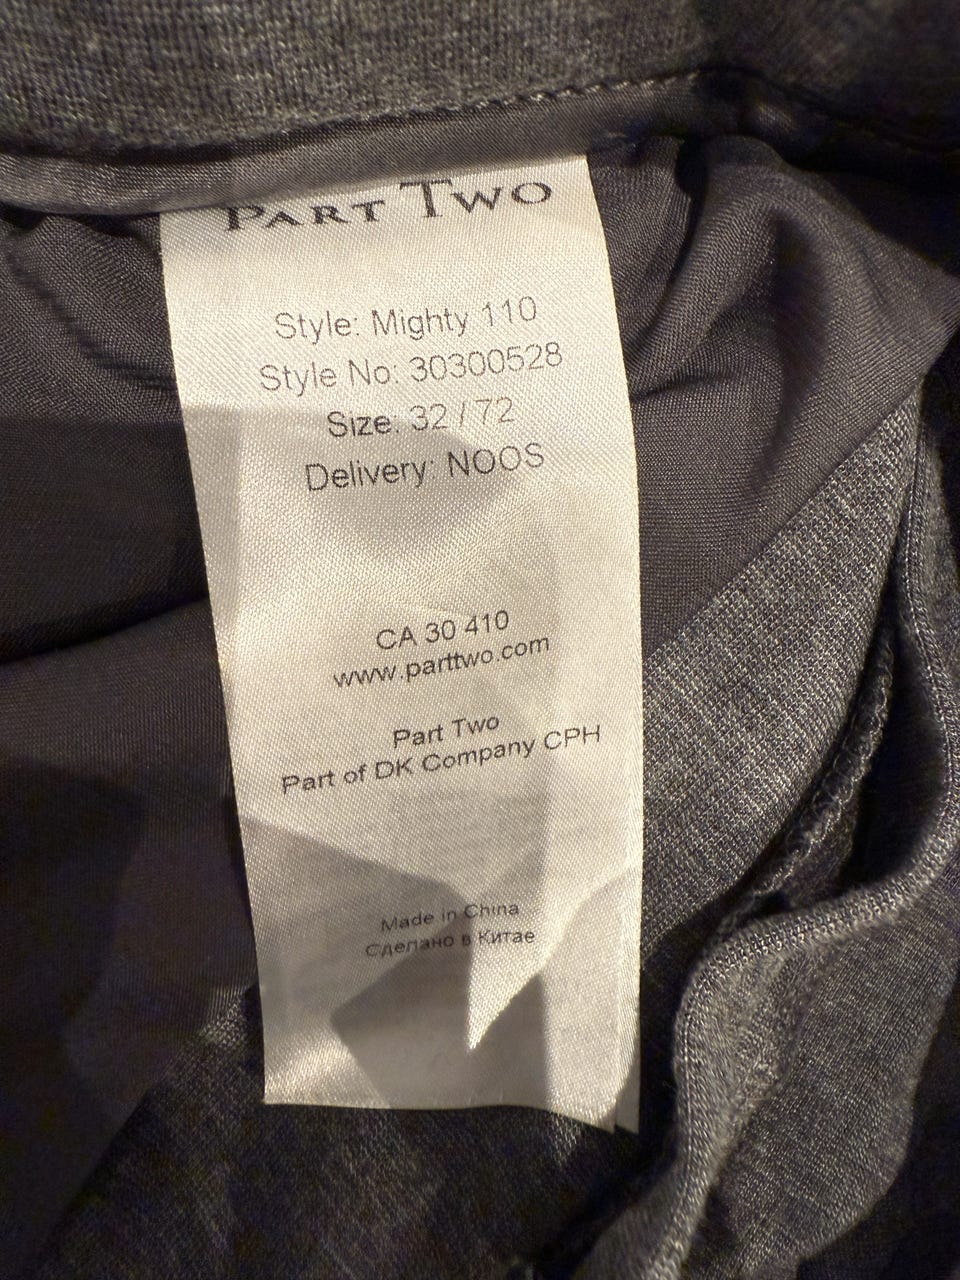 PART TWO
Style: Mighty 110
Style No: 30300528
Size: 32 / 72
Delivery: NOOS
CA 30 410
www.parttwo.com
Part Two
Part of DK Company CPH
Made in China
Сделано в Китае